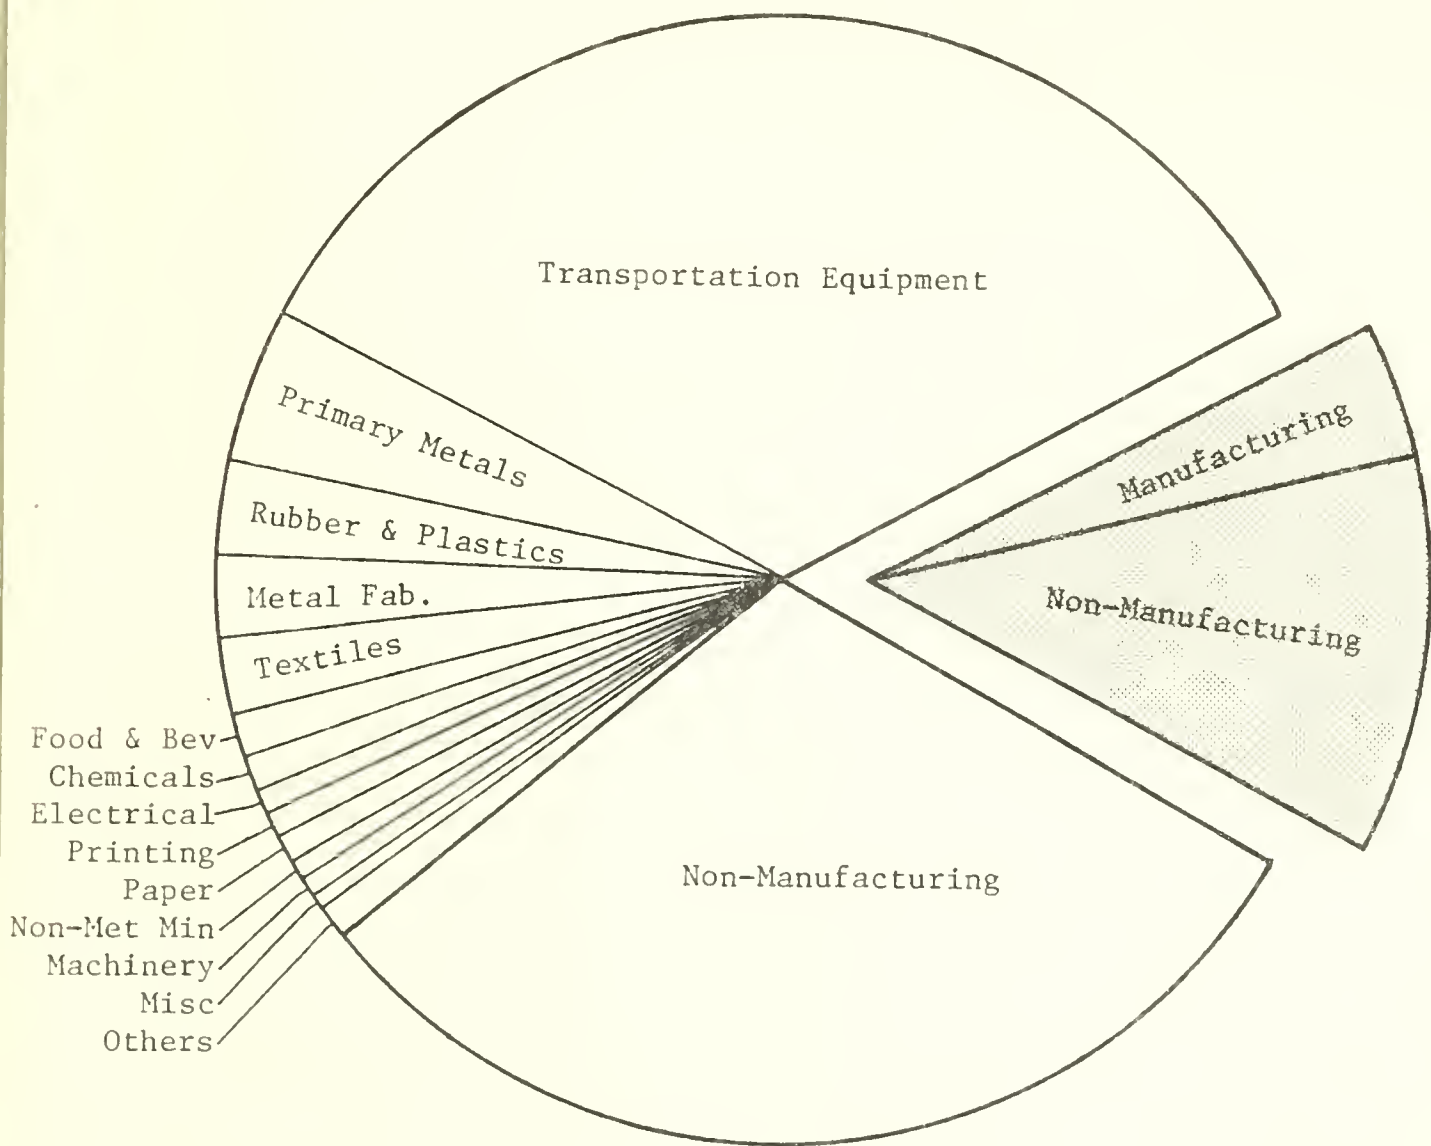 Transportation Equipment
Primary Metals
Manufacturing
Rubber & Plastics
Metal Fab.
Non-Manufacturing
Textiles
Food & Bev
Chemicals
Electrical
Printing
Non-Manufacturing
Paper
Non-Met Min
Machinery
Misc
Others